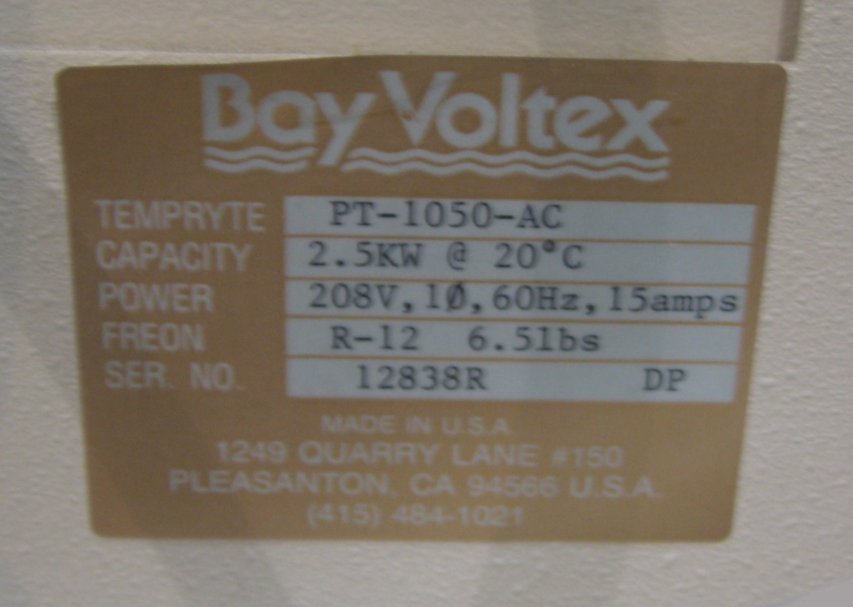 Bay Voltex
TEMPRYTE PT-1050-AC
CAPACITY 2.5KW @ 20°C
POWER 208V,1Ø,60Hz,15amps
FREON R-12 6.5lbs
SER. NO. 12838R DP
MADE IN U.S.A.
1249 QUARRY LANE #150
PLEASANTON, CA 94566 U.S.A.
(415) 484-1021